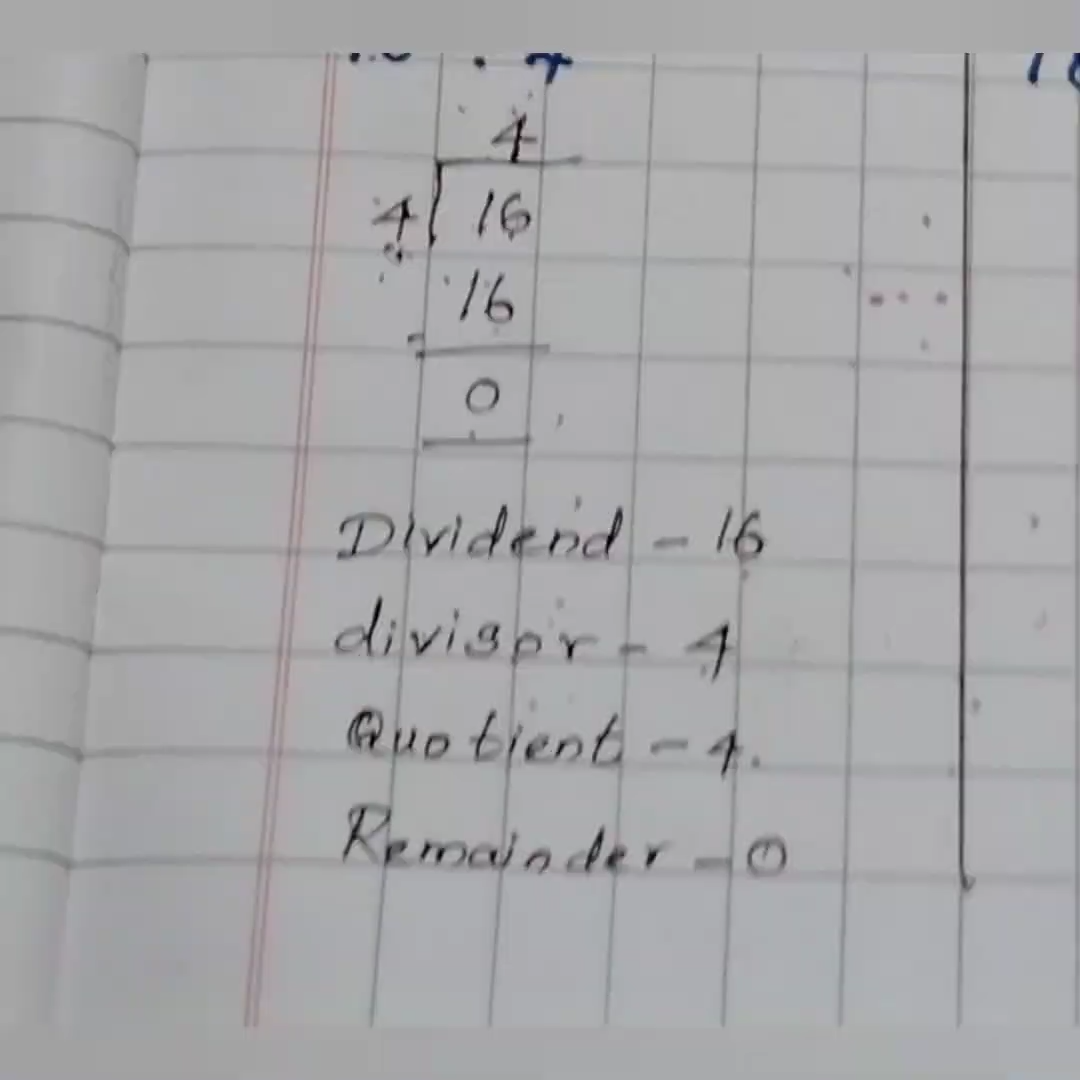 4
4 16
16
- 0
Dividend - 16
divisor - 4
Quotient - 4.
Remainder - 0